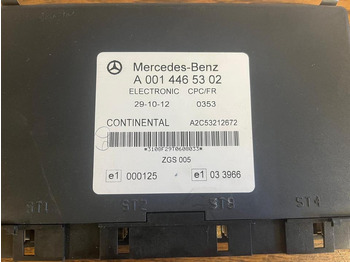 Mercedes-Benz
A 001 446 53 02
ELECTRONIC CPC/FR
29-10-12 0353
CONTINENTAL A2C53212672
*3109F29T0600033*
ZGS 005
e1 000125 e1 03 3966
ST1 ST2 ST3 ST4